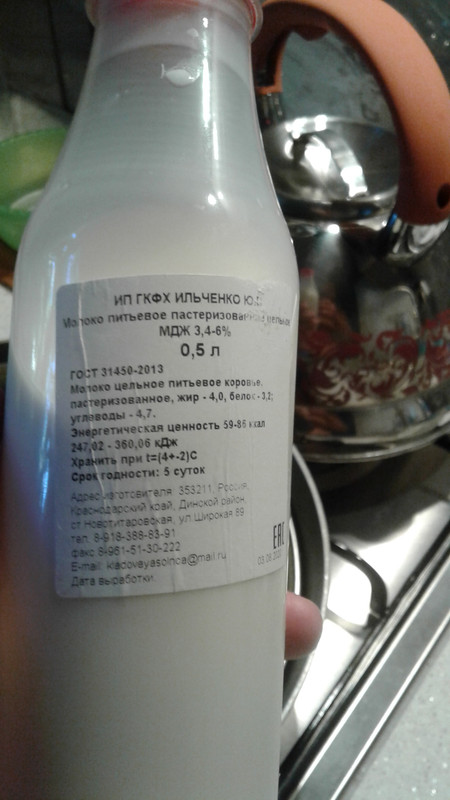 ИП ГКФХ ИЛЬЧЕНКО Ю.
Молоко питьевое пастеризованное цельное
МДЖ 3,4-6%
0,5 л
ГОСТ 31450-2013
Молоко цельное питьевое коровье,
пастеризованное, жир - 4,0, белок - 3,2;
углеводы - 4,7.
Энергетическая ценность 59-86 ккал
247,02 - 360,06 кДж
Хранить при t=(4+-2)С
Срок годности: 5 суток
Адрес изготовителя: 353211, Россия,
Краснодарский край, Динской район,
ст Новотитаровская, ул Широкая 89
тел. 8-918-388-83-91
факс 8-961-51-30-222
E-mail: kladovayasolnca@mail.ru
Дата выработки:
EAC